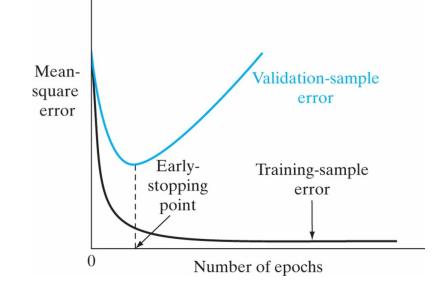 Mean-
square
error
Validation-sample
error
Early-
stopping
point
Training-sample
error
0
Number of epochs